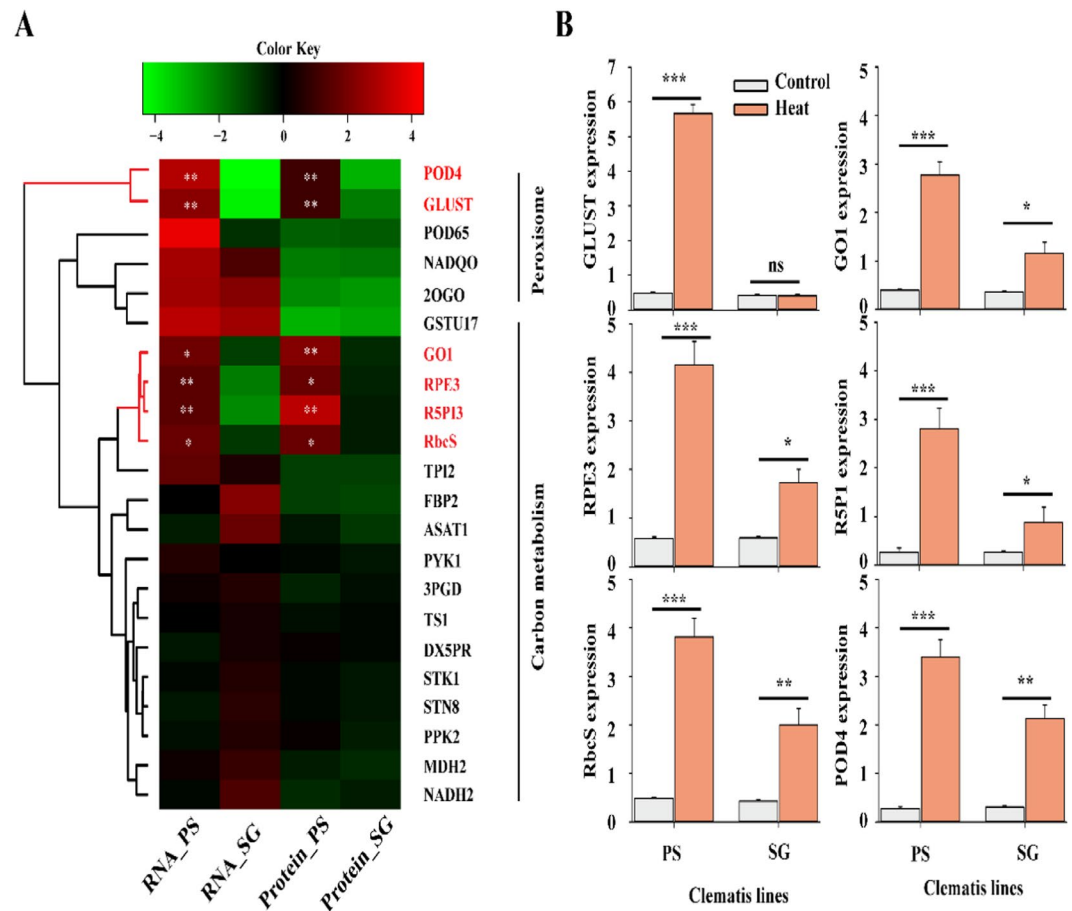 A
Color Key
−4 −2 0 2 4
** ** POD4
** ** GLUST
POD65
NADQO
2OGO
GSTU17
* ** GO1
** * RPE3
** ** R5PI3
* * RbcS
TPI2
FBP2
ASAT1
PYK1
3PGD
TS1
DX5PR
STK1
STN8
PPK2
MDH2
NADH2
Peroxisome
Carbon metabolism
RNA_PS RNA_SG Protein_PS Protein_SG
B
Control
Heat
GLUST expression
7
6
5
4
3
2
1
0
***
ns
GO1 expression
5
4
3
2
1
0
***
*
RPE3 expression
5
4
3
2
1
0
***
*
R5P1 expression
5
4
3
2
1
0
***
*
RbcS expression
5
4
3
2
1
0
***
**
PS SG
Clematis lines
POD4 expression
5
4
3
2
1
0
***
**
PS SG
Clematis lines